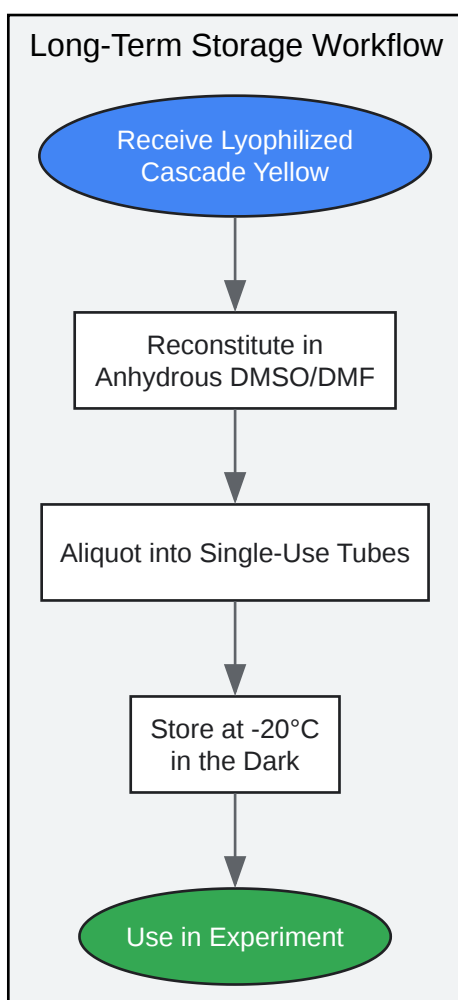 Long-Term Storage Workflow
Receive Lyophilized
Cascade Yellow
Reconstitute in
Anhydrous DMSO/DMF
Aliquot into Single-Use Tubes
Store at -20°C
in the Dark
Use in Experiment